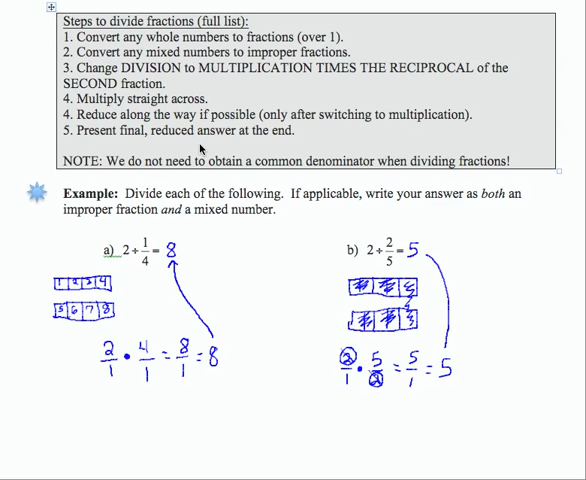 Steps to divide fractions (full list):
1. Convert any whole numbers to fractions (over 1).
2. Convert any mixed numbers to improper fractions.
3. Change DIVISION to MULTIPLICATION TIMES THE RECIPROCAL of the
SECOND fraction.
4. Multiply straight across.
4. Reduce along the way if possible (only after switching to multiplication).
5. Present final, reduced answer at the end.
NOTE: We do not need to obtain a common denominator when dividing fractions!
Example: Divide each of the following. If applicable, write your answer as both an
improper fraction and a mixed number.
a) 2 ÷ 1/4 = 8
1 2 3 4
5 6 7 8
2/1 • 4/1 = 8/1 = 8
b) 2 ÷ 2/5 = 5
2/1 • 5/2 = 5/1 = 5